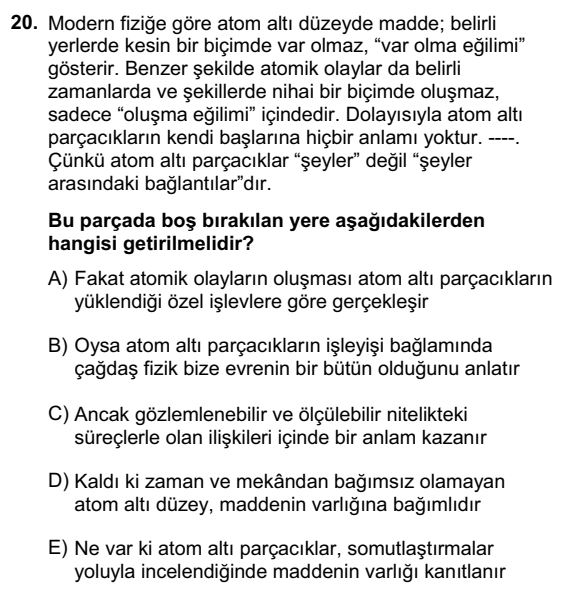 20. Modern fiziğe göre atom altı düzeyde madde; belirli
yerlerde kesin bir biçimde var olmaz, “var olma eğilimi”
gösterir. Benzer şekilde atomik olaylar da belirli
zamanlarda ve şekillerde nihai bir biçimde oluşmaz,
sadece “oluşma eğilimi” içindedir. Dolayısıyla atom altı
parçacıkların kendi başlarına hiçbir anlamı yoktur. ----.
Çünkü atom altı parçacıklar “şeyler” değil “şeyler
arasındaki bağlantılar”dır.
Bu parçada boş bırakılan yere aşağıdakilerden
hangisi getirilmelidir?
A) Fakat atomik olayların oluşması atom altı parçacıkların
yüklendiği özel işlevlere göre gerçekleşir
B) Oysa atom altı parçacıkların işleyişi bağlamında
çağdaş fizik bize evrenin bir bütün olduğunu anlatır
C) Ancak gözlemlenebilir ve ölçülebilir nitelikteki
süreçlerle olan ilişkileri içinde bir anlam kazanır
D) Kaldı ki zaman ve mekândan bağımsız olamayan
atom altı düzey, maddenin varlığına bağımlıdır
E) Ne var ki atom altı parçacıklar, somutlaştırmalar
yoluyla incelendiğinde maddenin varlığı kanıtlanır